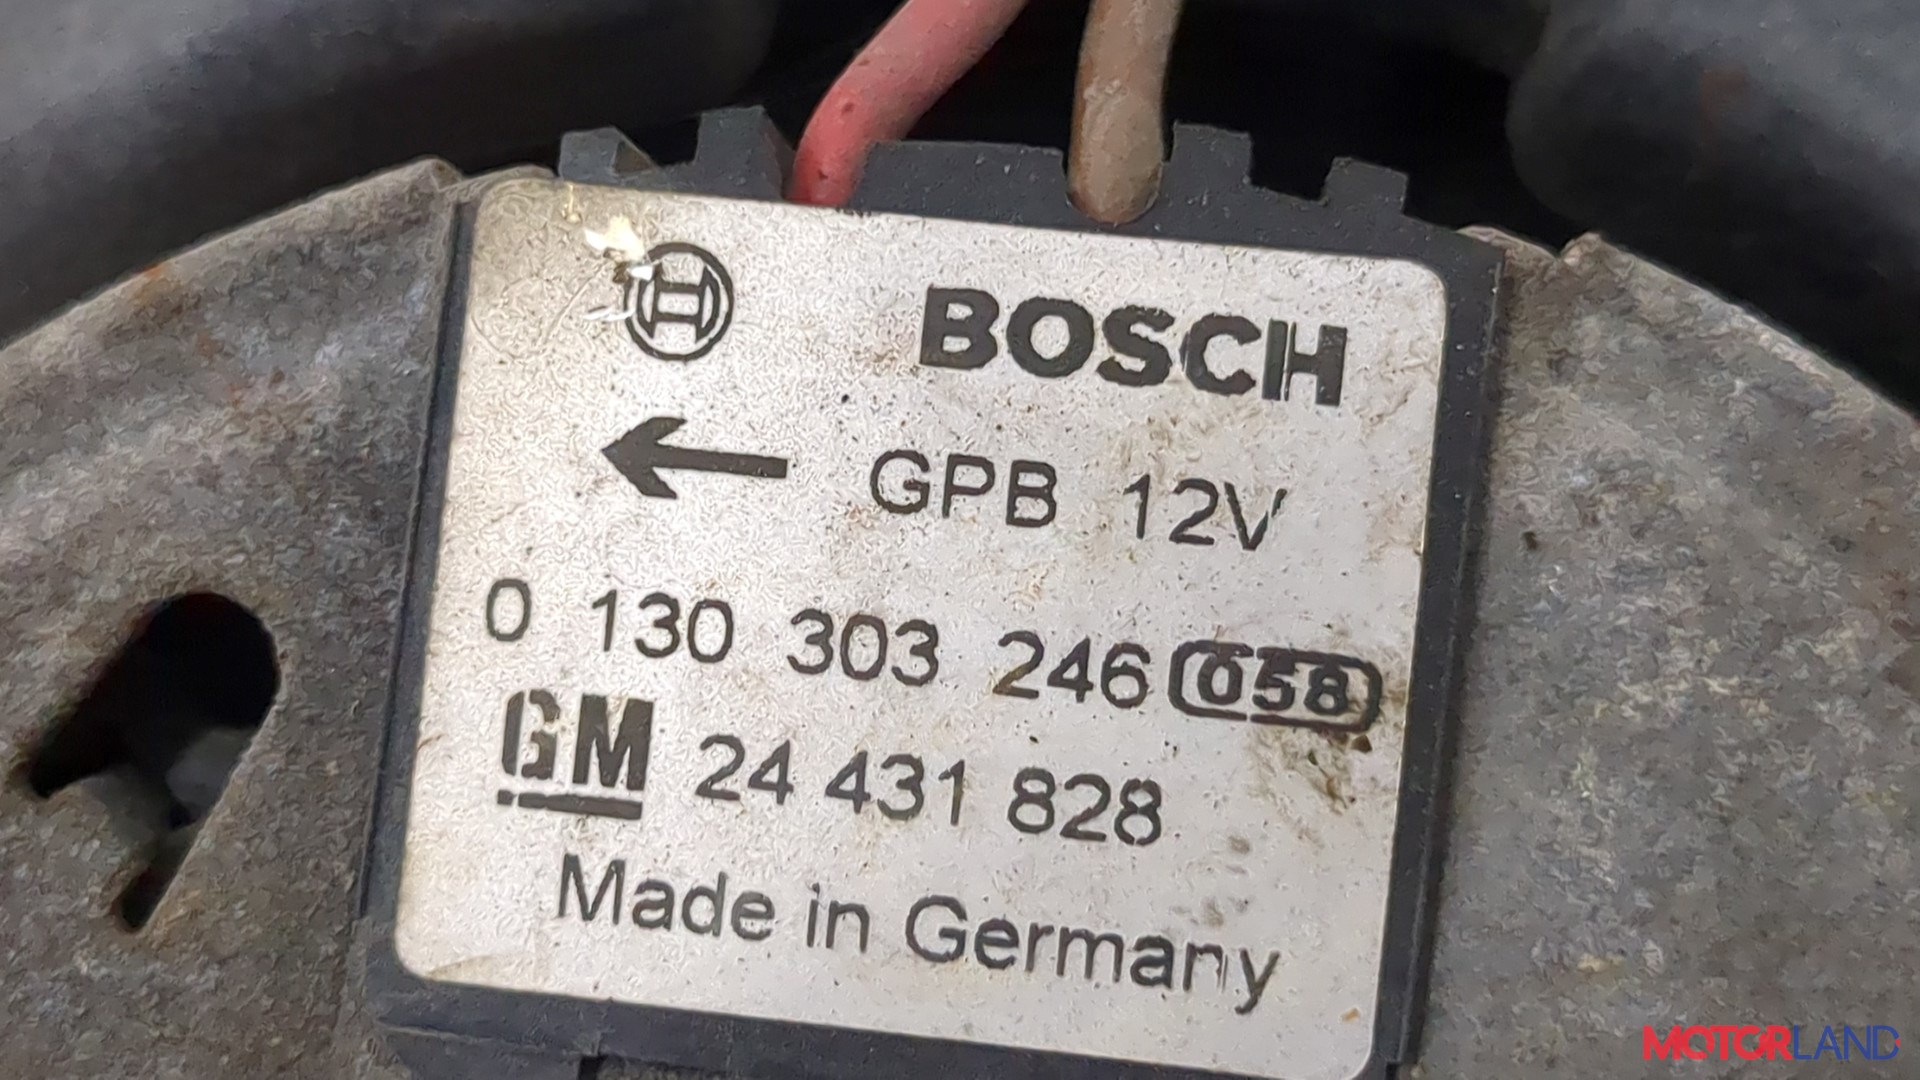 BOSCH
← GPB 12V
0 130 303 246 058
GM 24 431 828
Made in Germany
MOTORLAND